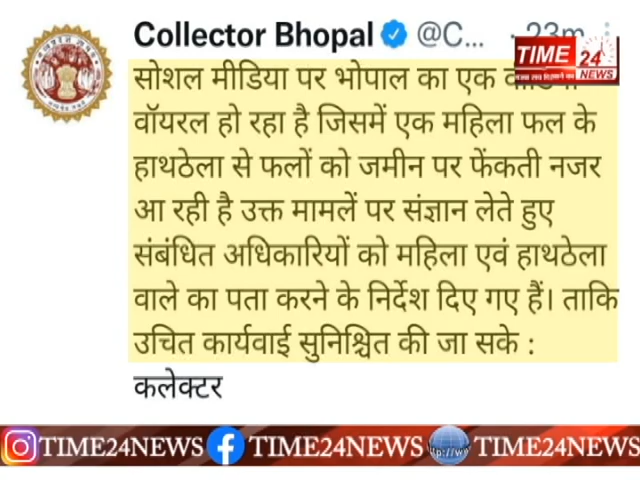 Collector Bhopal @C... · 23m
TIME 24
NEWS
सोशल मीडिया पर भोपाल का एक वीडियो
वॉयरल हो रहा है जिसमें एक महिला फल के
हाथठेला से फलों को जमीन पर फेंकती नजर
आ रही है उक्त मामलें पर संज्ञान लेते हुए
संबंधित अधिकारियों को महिला एवं हाथठेला
वाले का पता करने के निर्देश दिए गए हैं। ताकि
उचित कार्यवाई सुनिश्चित की जा सके :
कलेक्टर
TIME24NEWS TIME24NEWS TIME24NEWS